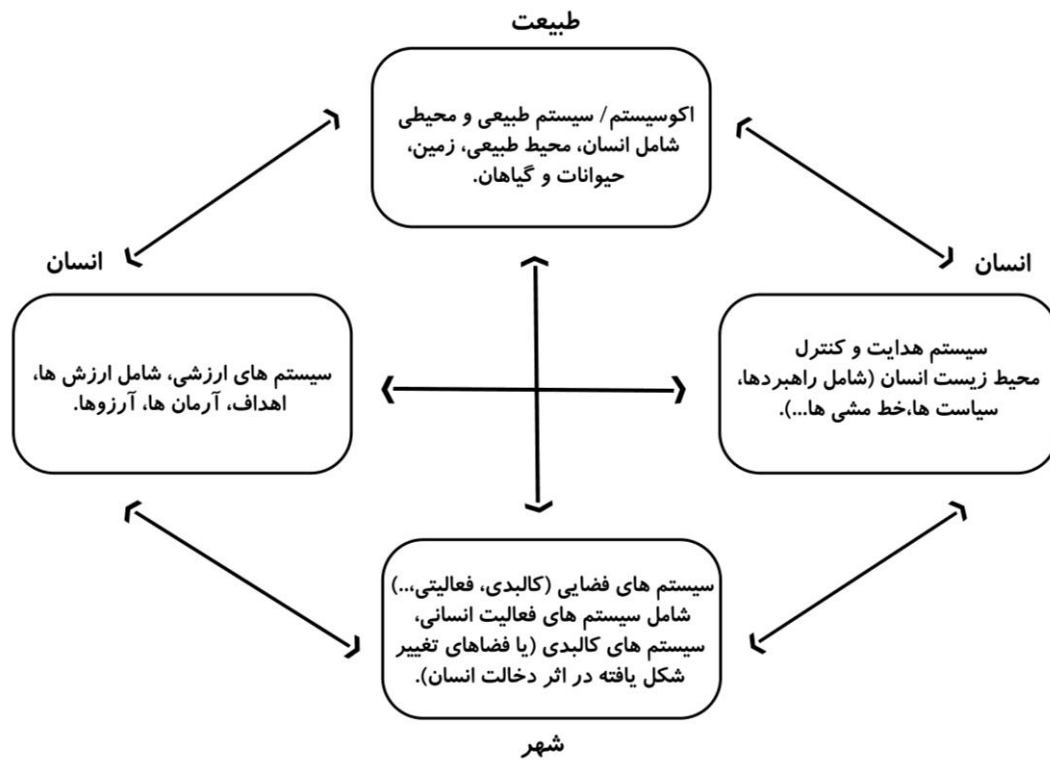 طبیعت
اکوسیستم/ سیستم طبیعی و محیطی
شامل انسان، محیط طبیعی، زمین،
حیوانات و گیاهان.
انسان
سیستم هدایت و کنترل
محیط زیست انسان (شامل راهبردها،
سیاست ها،خط مشی ها...).
انسان
سیستم های ارزشی، شامل ارزش ها،
اهداف، آرمان ها، آرزوها.
سیستم های فضایی (کالبدی، فعالیتی،..)
شامل سیستم های فعالیت انسانی،
سیستم های کالبدی (یا فضاهای تغییر
شکل یافته در اثر دخالت انسان).
شهر